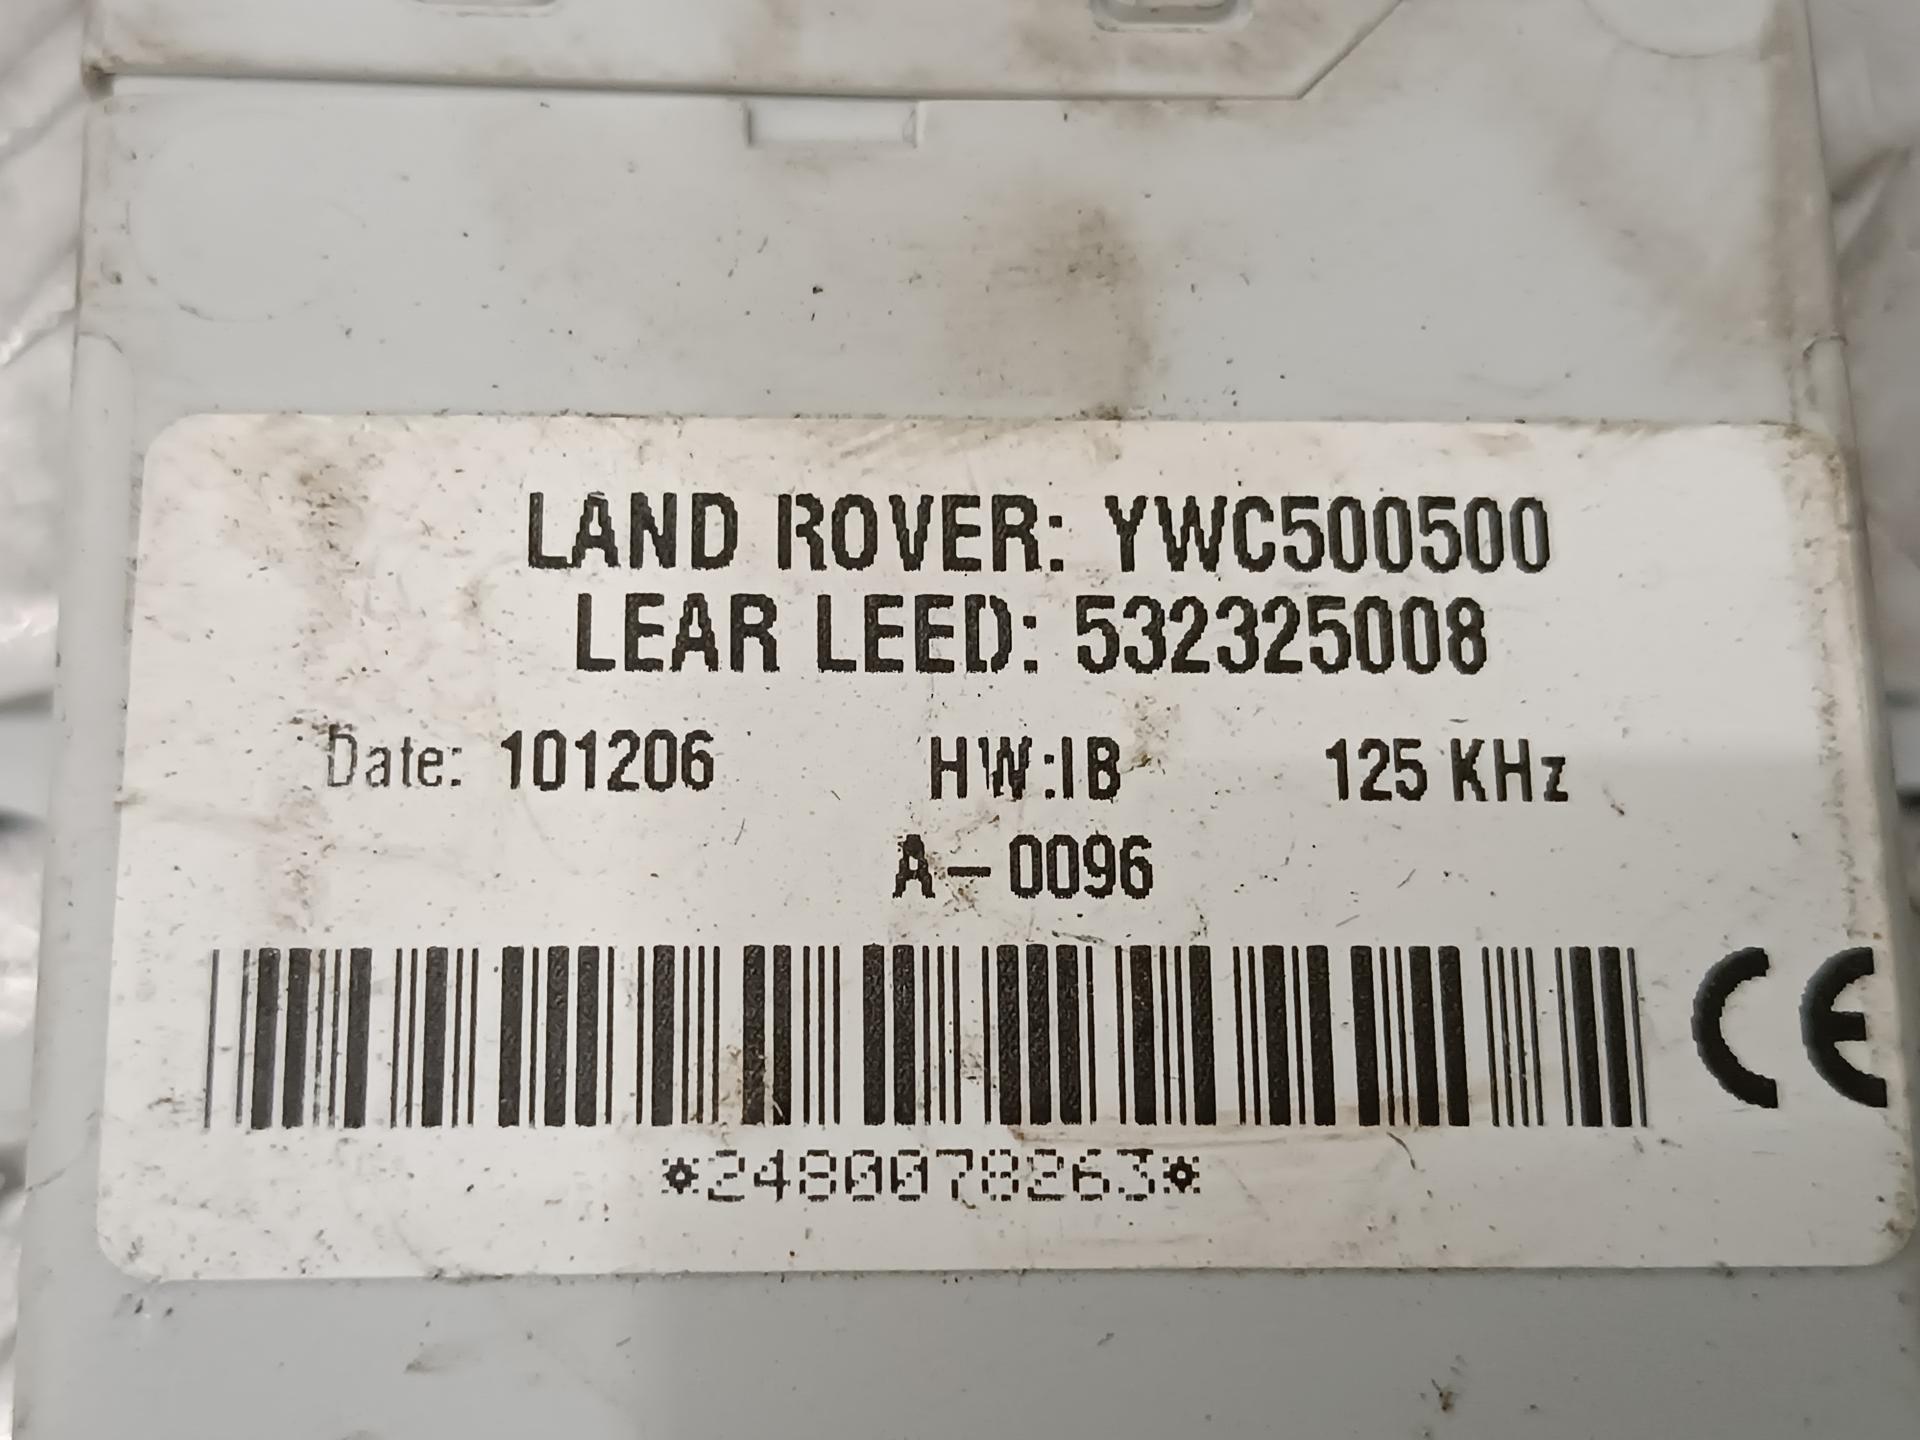 LAND ROVER: YWC500500
LEAR LEED: 532325008
Date: 101206 HW:IB 125 KHz
A-0096
CE
*2480078263*